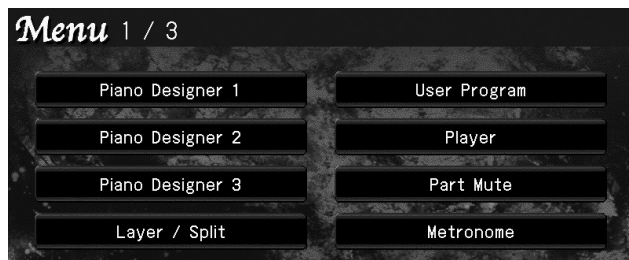 Menu 1 / 3
Piano Designer 1
Piano Designer 2
Piano Designer 3
Layer / Split
User Program
Player
Part Mute
Metronome